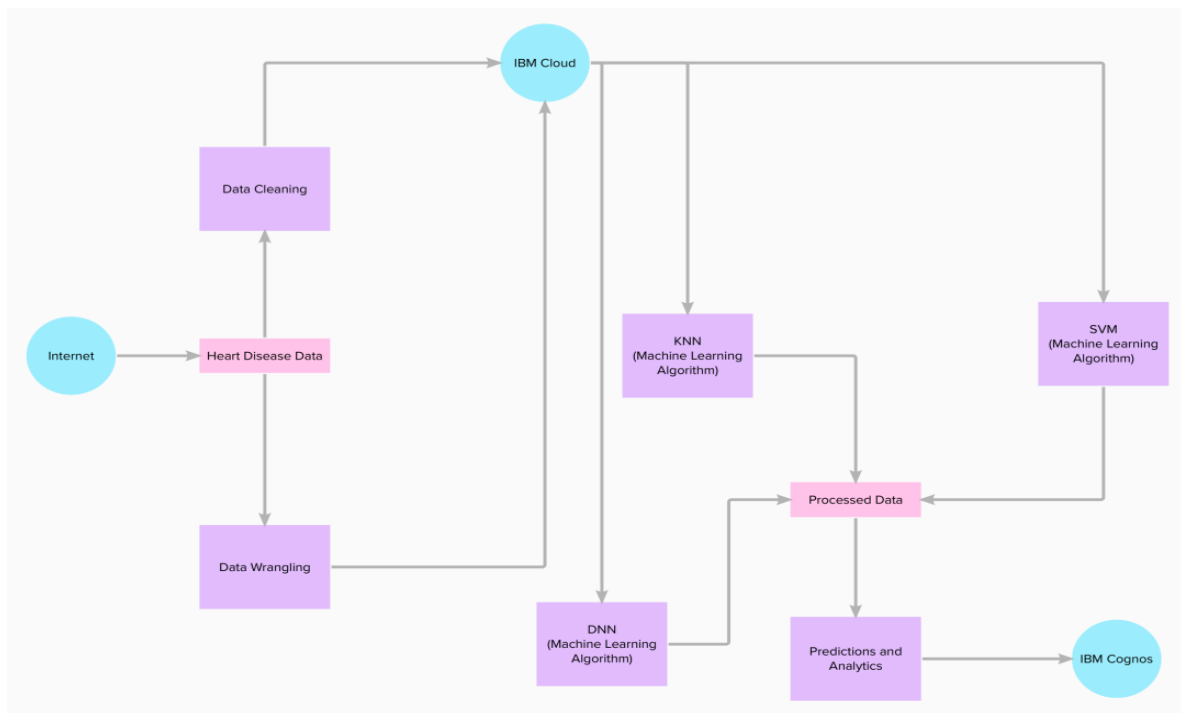 IBM Cloud
Data Cleaning
Internet
Heart Disease Data
KNN
(Machine Learning
Algorithm)
SVM
(Machine Learning
Algorithm)
Processed Data
Data Wrangling
DNN
(Machine Learning
Algorithm)
Predictions and
Analytics
IBM Cognos